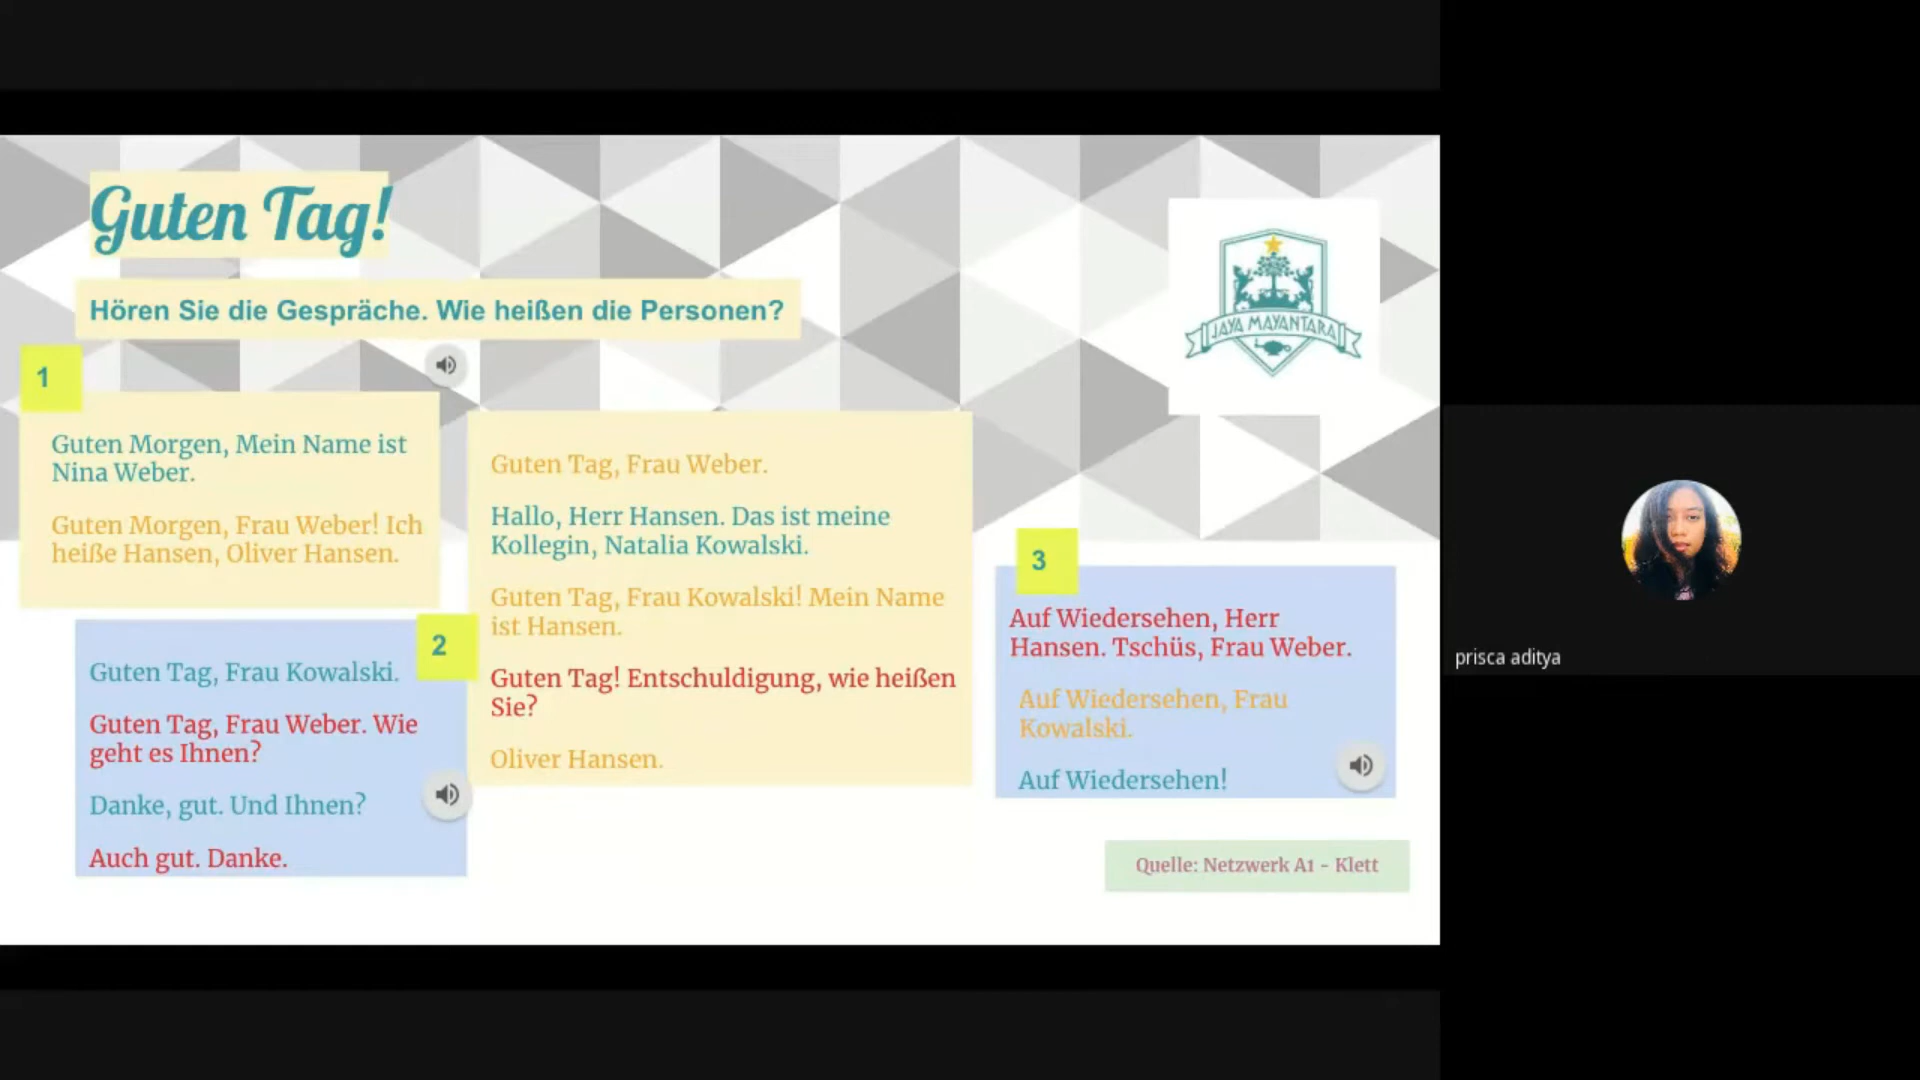 Guten Tag!
Hören Sie die Gespräche. Wie heißen die Personen?
JAYA MAYANTARA
1
Guten Morgen, Mein Name ist
Nina Weber.
Guten Morgen, Frau Weber! Ich
heiße Hansen, Oliver Hansen.
2
Guten Tag, Frau Kowalski.
Guten Tag, Frau Weber. Wie
geht es Ihnen?
Danke, gut. Und Ihnen?
Auch gut. Danke.
Guten Tag, Frau Weber.
Hallo, Herr Hansen. Das ist meine
Kollegin, Natalia Kowalski.
Guten Tag, Frau Kowalski! Mein Name
ist Hansen.
Guten Tag! Entschuldigung, wie heißen
Sie?
Oliver Hansen.
3
Auf Wiedersehen, Herr
Hansen. Tschüs, Frau Weber.
Auf Wiedersehen, Frau
Kowalski.
Auf Wiedersehen!
Quelle: Netzwerk A1 - Klett
prisca aditya